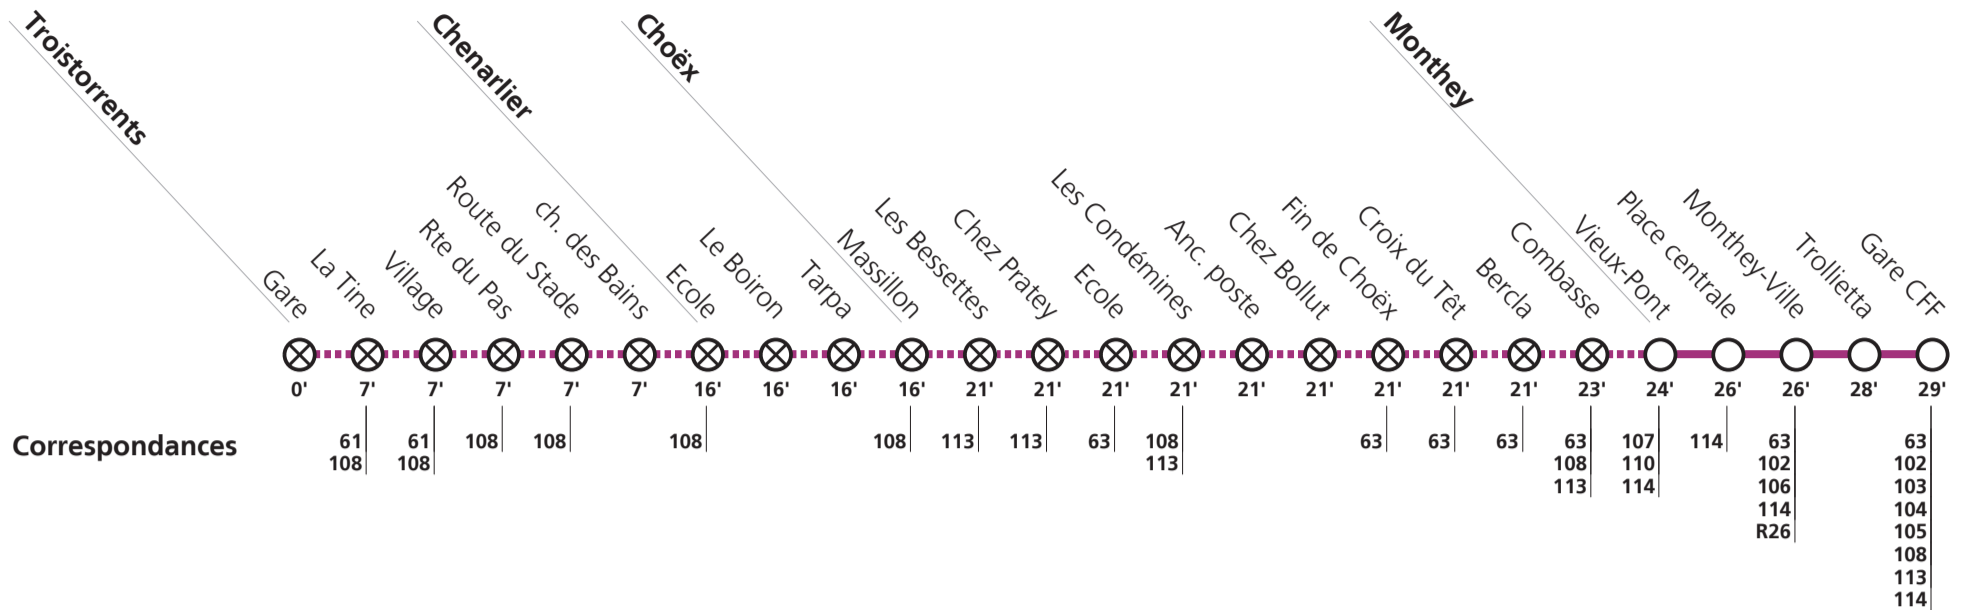 Troistorrents
Chenarlier
Choëx
Monthey
Gare
La Tine
Village
Rte du Pas
Route du Stade
ch. des Bains
Ecole
Le Boiron
Tarpa
Massillon
Les Bessettes
Chez Pratey
Ecole
Les Condémines
Anc. poste
Chez Bollut
Fin de Choëx
Croix du Têt
Bercla
Combasse
Vieux-Pont
Place centrale
Monthey-Ville
Trollietta
Gare CFF
0' 7' 7' 7' 7' 7' 16' 16' 16' 16' 21' 21' 21' 21' 21' 21' 21' 21' 21' 23' 24' 26' 26' 28' 29'
Correspondances 61 61 108 108 108 108 113 113 63 108 63 63 63 63 107 114 63 63
108 108 113 108 110 102 102
113 114 106 103
114 104
R26 105
108
113
114